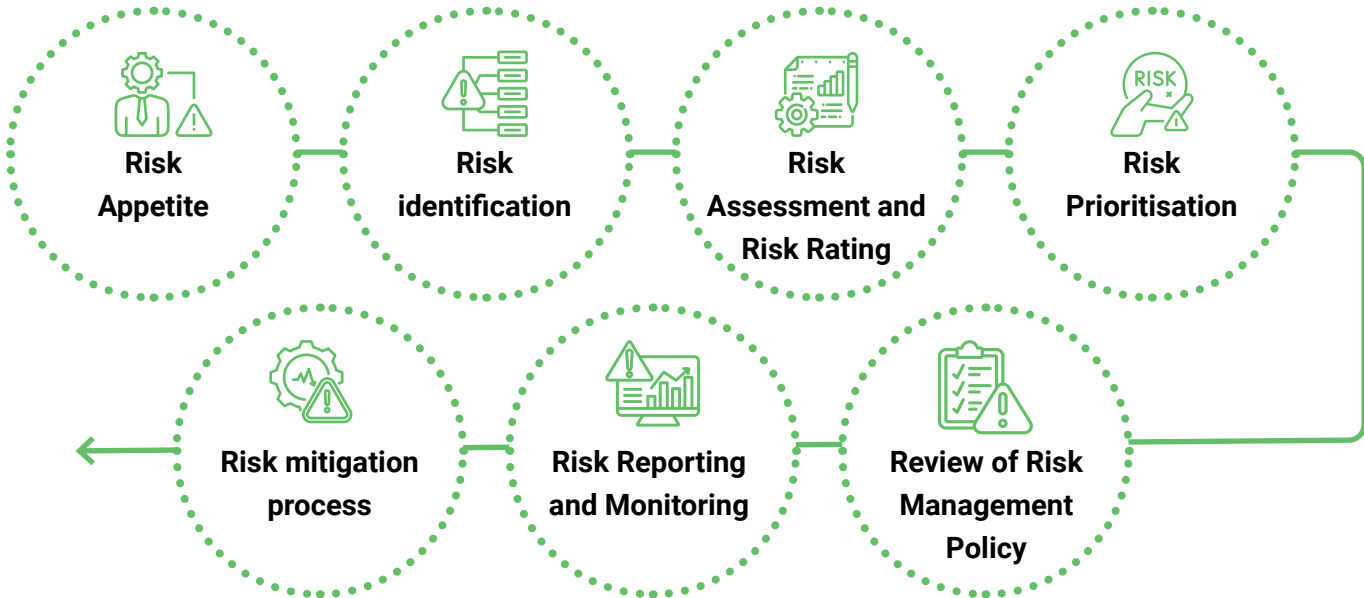 Risk
Appetite
Risk
identification
Risk
Assessment and
Risk Rating
RISK
Risk
Prioritisation
Risk mitigation
process
Risk Reporting
and Monitoring
Review of Risk
Management
Policy